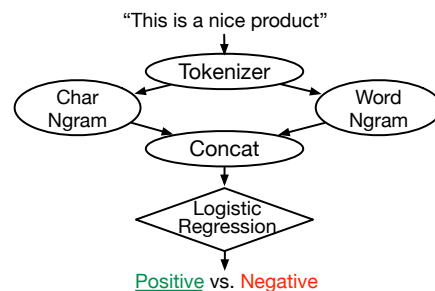 “This is a nice product”
Tokenizer
Char
Ngram
Word
Ngram
Concat
Logistic
Regression
Positive vs. Negative